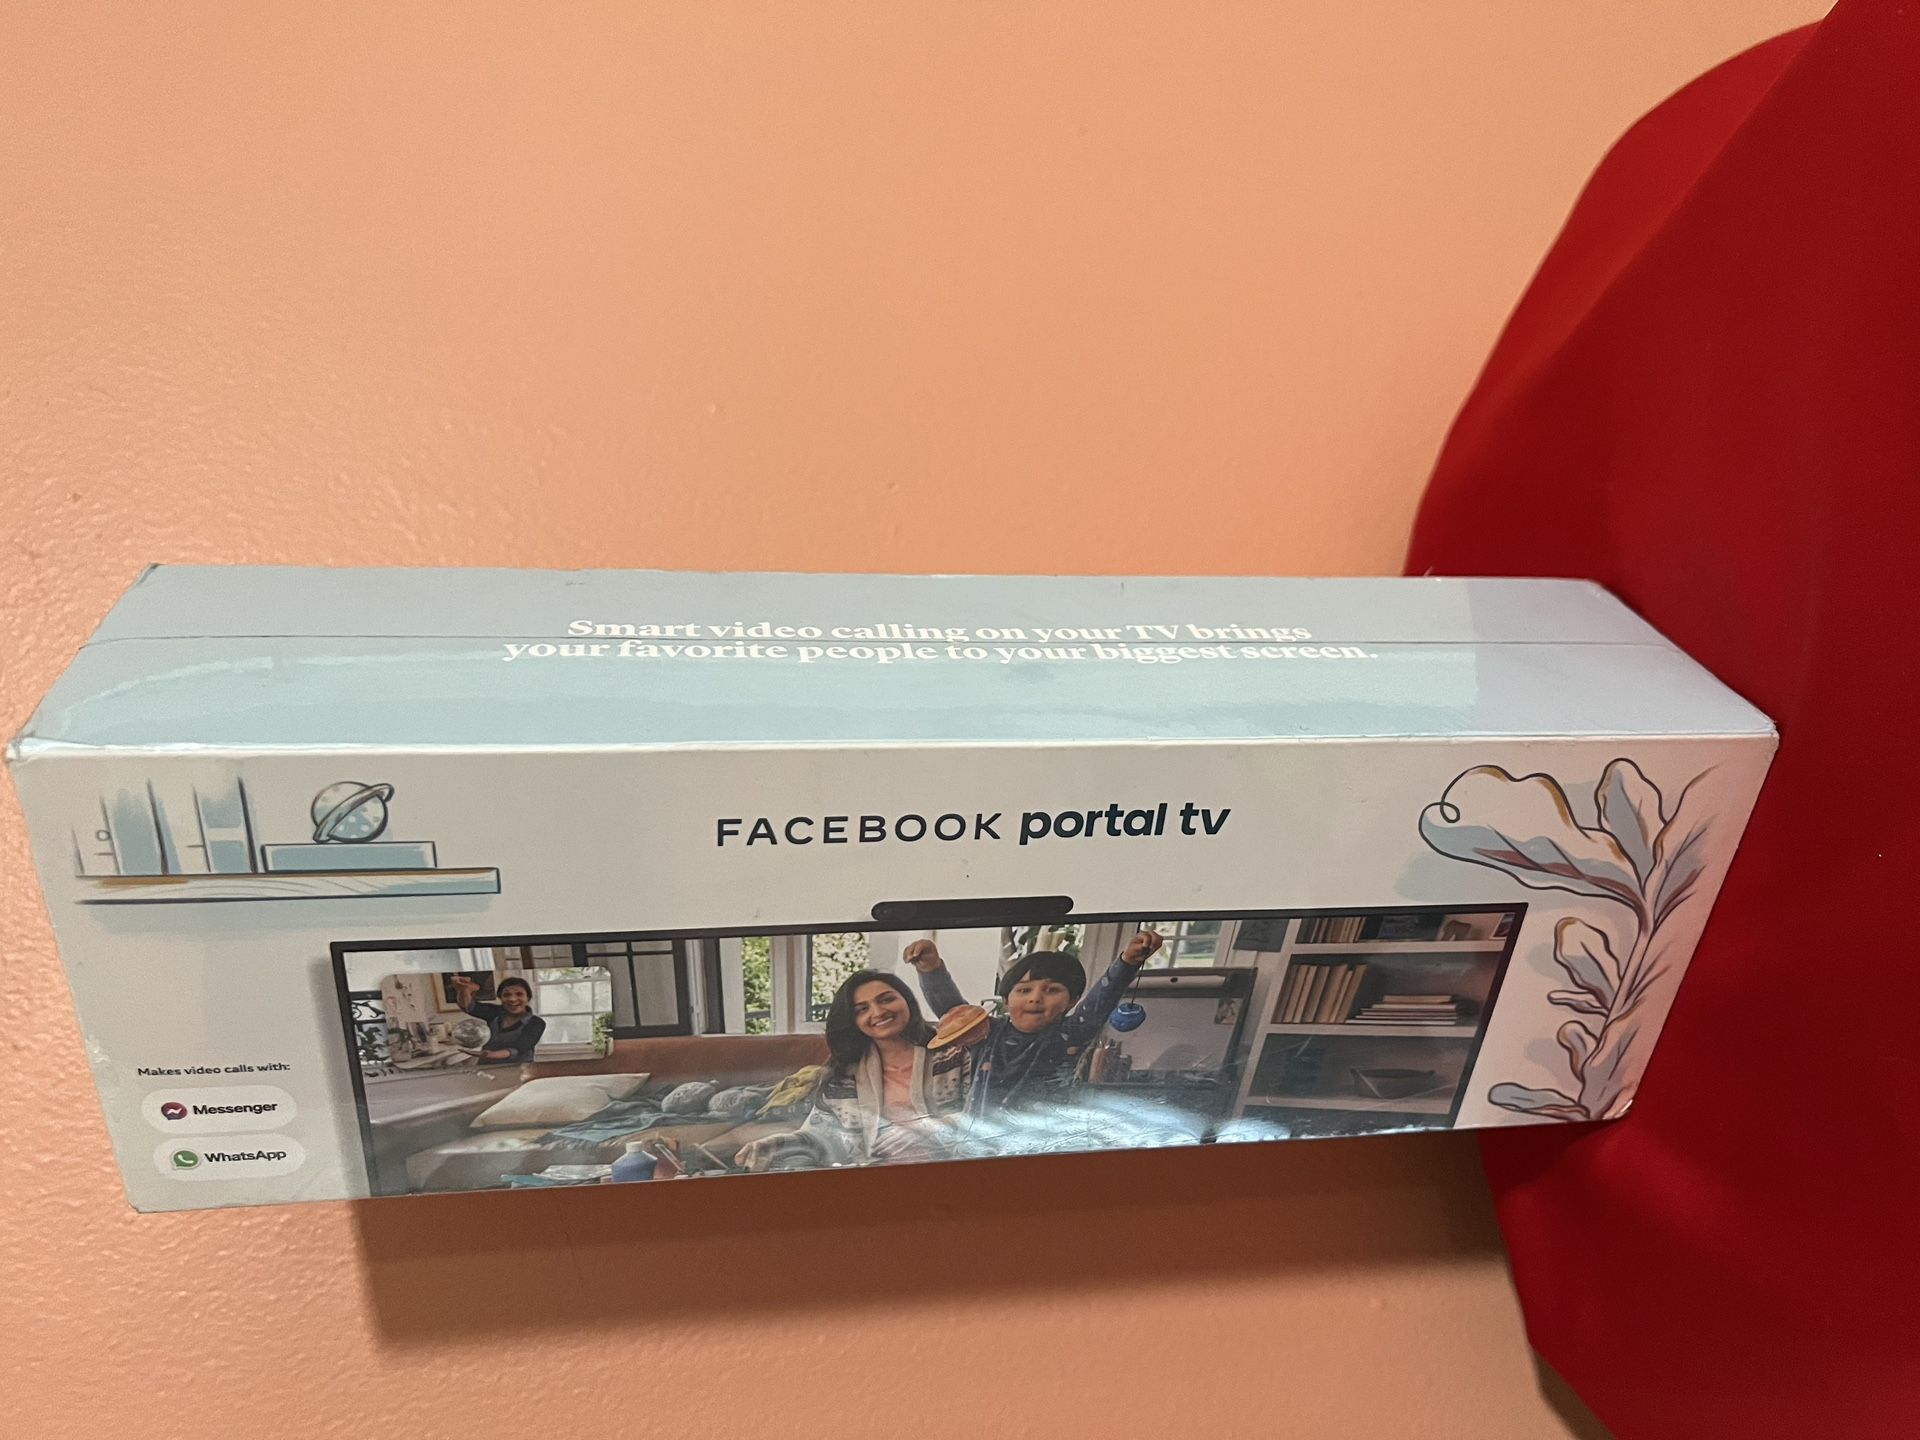 Smart video calling on your TV brings
your favorite people to your biggest screen.
FACEBOOK portal tv
Makes video calls with:
Messenger
WhatsApp